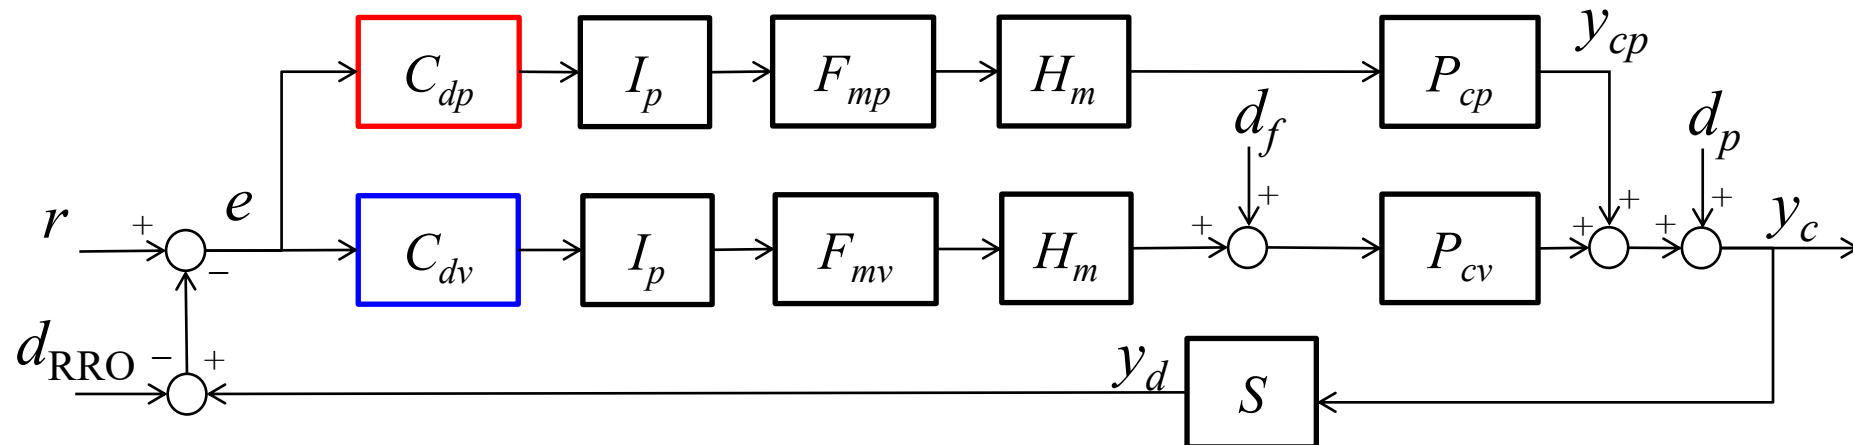 C_dp I_p F_mp H_m P_cp y_cp
d_f d_p
r + e C_dv I_p F_mv H_m + + P_cv + + + + y_c
−
d_RRO − + y_d S